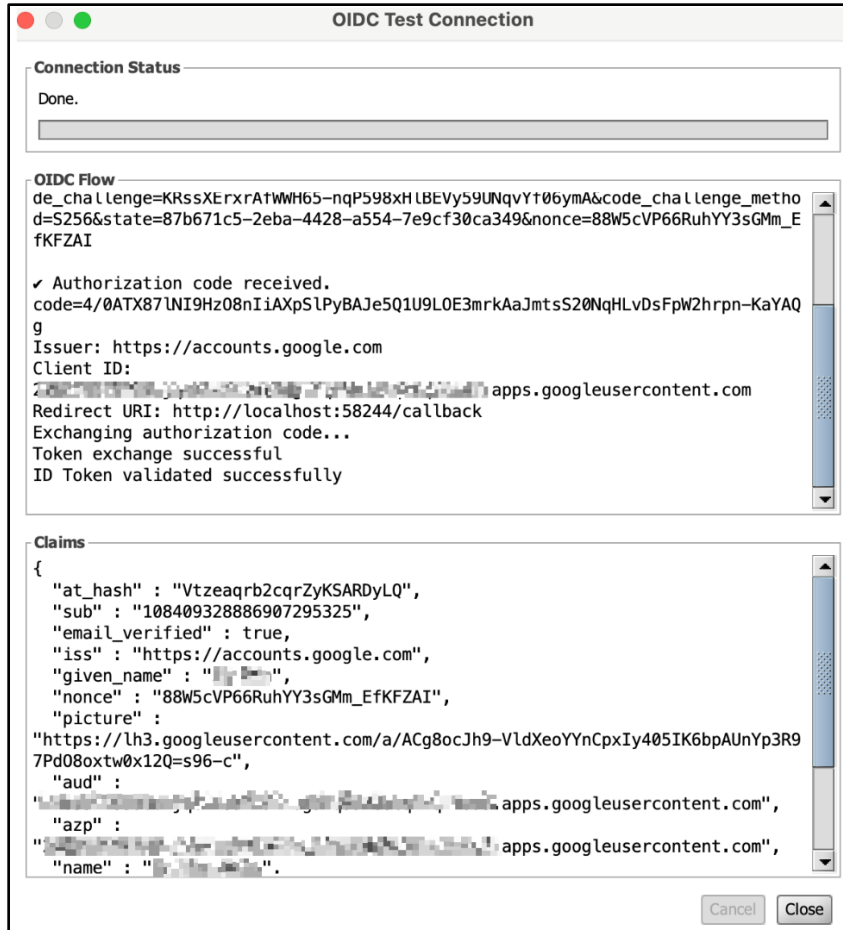 OIDC Test Connection
Connection Status
Done.
OIDC Flow
de_challenge=KRssXErxrAfWWH65-nqP598xHlBEVy59UNqvYf06ymA&code_challenge_metho
d=S256&state=87b671c5-2eba-4428-a554-7e9cf30ca349&nonce=88W5cVP66RuhYY3sGMm_E
fKFZAI
✔ Authorization code received.
code=4/0ATX87lNI9HzO8nIiAXpSlPyBAJe5Q1U9LOE3mrkAaJmtsS20NqHLvDsFpW2hrpn-KaYAQ
g
Issuer: https://accounts.google.com
Client ID:
apps.googleusercontent.com
Redirect URI: http://localhost:58244/callback
Exchanging authorization code...
Token exchange successful
ID Token validated successfully
Claims
{
"at_hash" : "Vtzeaqrb2cqrZyKSARDyLQ",
"sub" : "108409328886907295325",
"email_verified" : true,
"iss" : "https://accounts.google.com",
"given_name" : "",
"nonce" : "88W5cVP66RuhYY3sGMm_EfKFZAI",
"picture" :
"https://lh3.googleusercontent.com/a/ACg8ocJh9-VldXeoYYnCpxIy405IK6bpAUnYp3R9
7PdO8oxtw0x12Q=s96-c",
"aud" :
".apps.googleusercontent.com",
"azp" :
".apps.googleusercontent.com",
"name" : "",
Cancel
Close